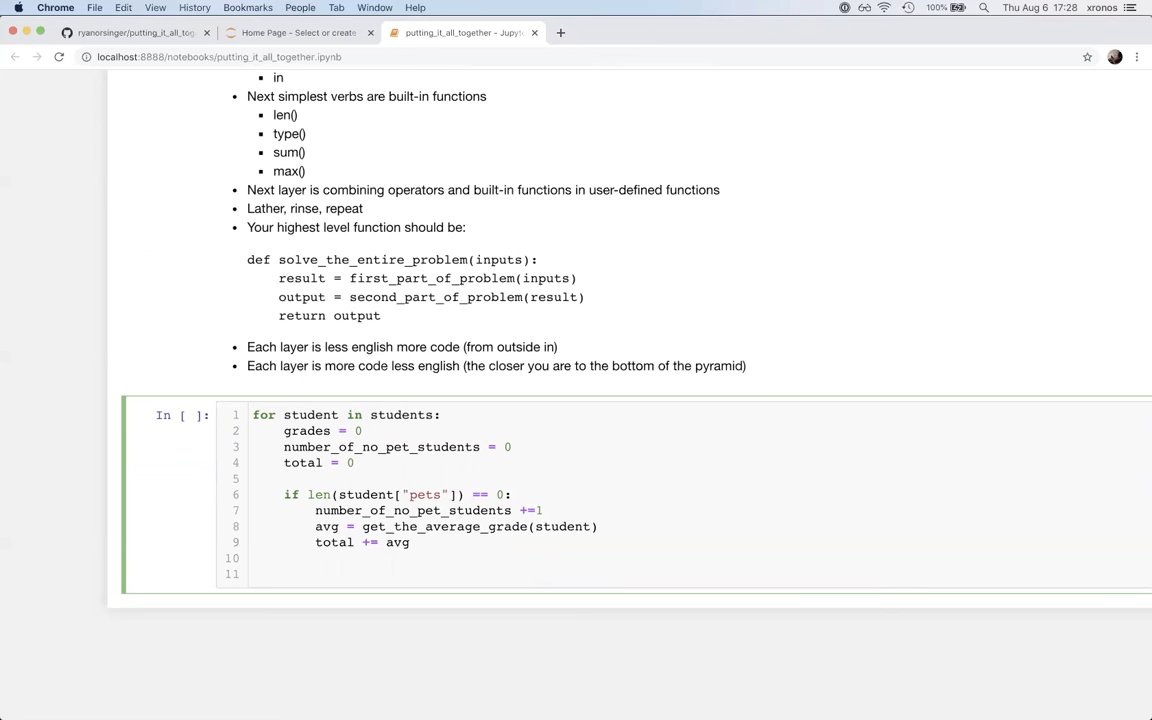 Chrome File Edit View History Bookmarks People Tab Window Help 100% Thu Aug 6 17:28 xronos
ryanorsinger/putting_it_all_tog Home Page - Select or create putting_it_all_together - Jupyt
localhost:8888/notebooks/putting_it_all_together.ipynb
▪ in
• Next simplest verbs are built-in functions
▪ len()
▪ type()
▪ sum()
▪ max()
• Next layer is combining operators and built-in functions in user-defined functions
• Lather, rinse, repeat
• Your highest level function should be:
def solve_the_entire_problem(inputs):
    result = first_part_of_problem(inputs)
    output = second_part_of_problem(result)
    return output
• Each layer is less english more code (from outside in)
• Each layer is more code less english (the closer you are to the bottom of the pyramid)
In [ ]: 1 for student in students:
2     grades = 0
3     number_of_no_pet_students = 0
4     total = 0
5
6     if len(student["pets"]) == 0:
7         number_of_no_pet_students +=1
8         avg = get_the_average_grade(student)
9         total += avg
10
11